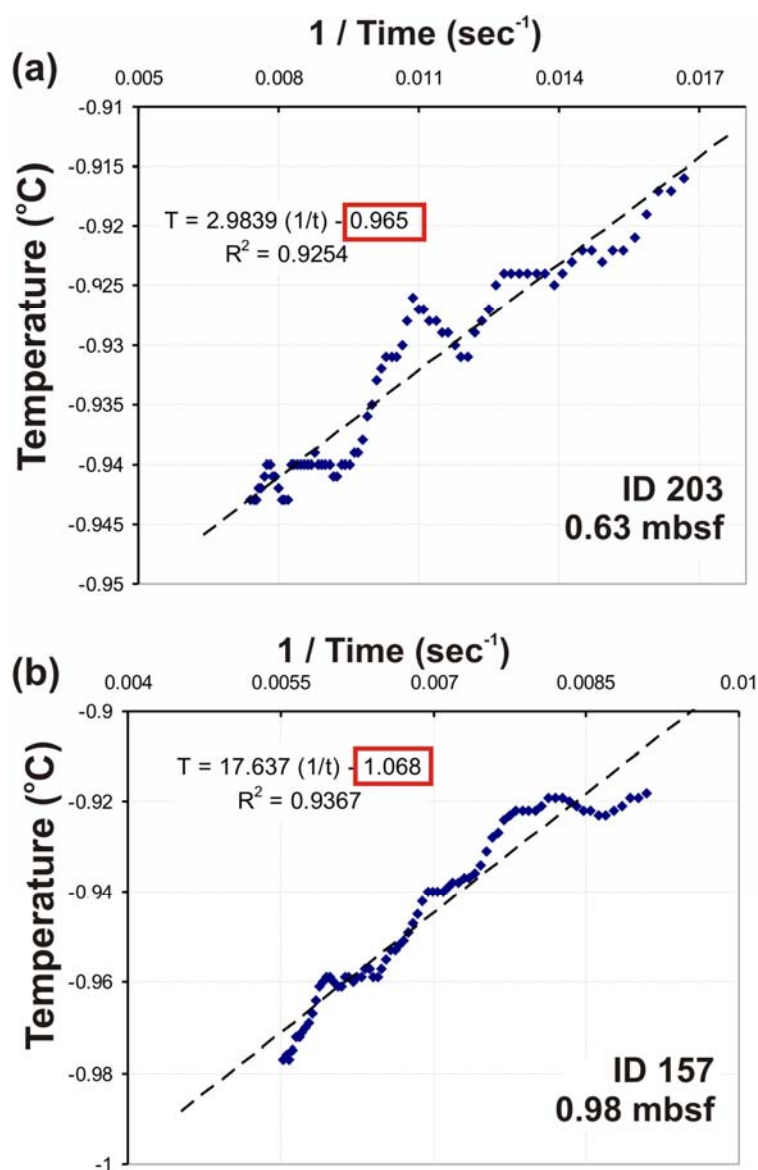 1 / Time (sec⁻¹)
(a)
0.005 0.008 0.011 0.014 0.017
-0.91
-0.915
-0.92
-0.925
-0.93
-0.935
-0.94
-0.945
-0.95
Temperature (°C)
T = 2.9839 (1/t) - 0.965
R² = 0.9254
ID 203
0.63 mbsf
1 / Time (sec⁻¹)
(b)
0.004 0.0055 0.007 0.0085 0.01
-0.9
-0.92
-0.94
-0.96
-0.98
-1
Temperature (°C)
T = 17.637 (1/t) - 1.068
R² = 0.9367
ID 157
0.98 mbsf